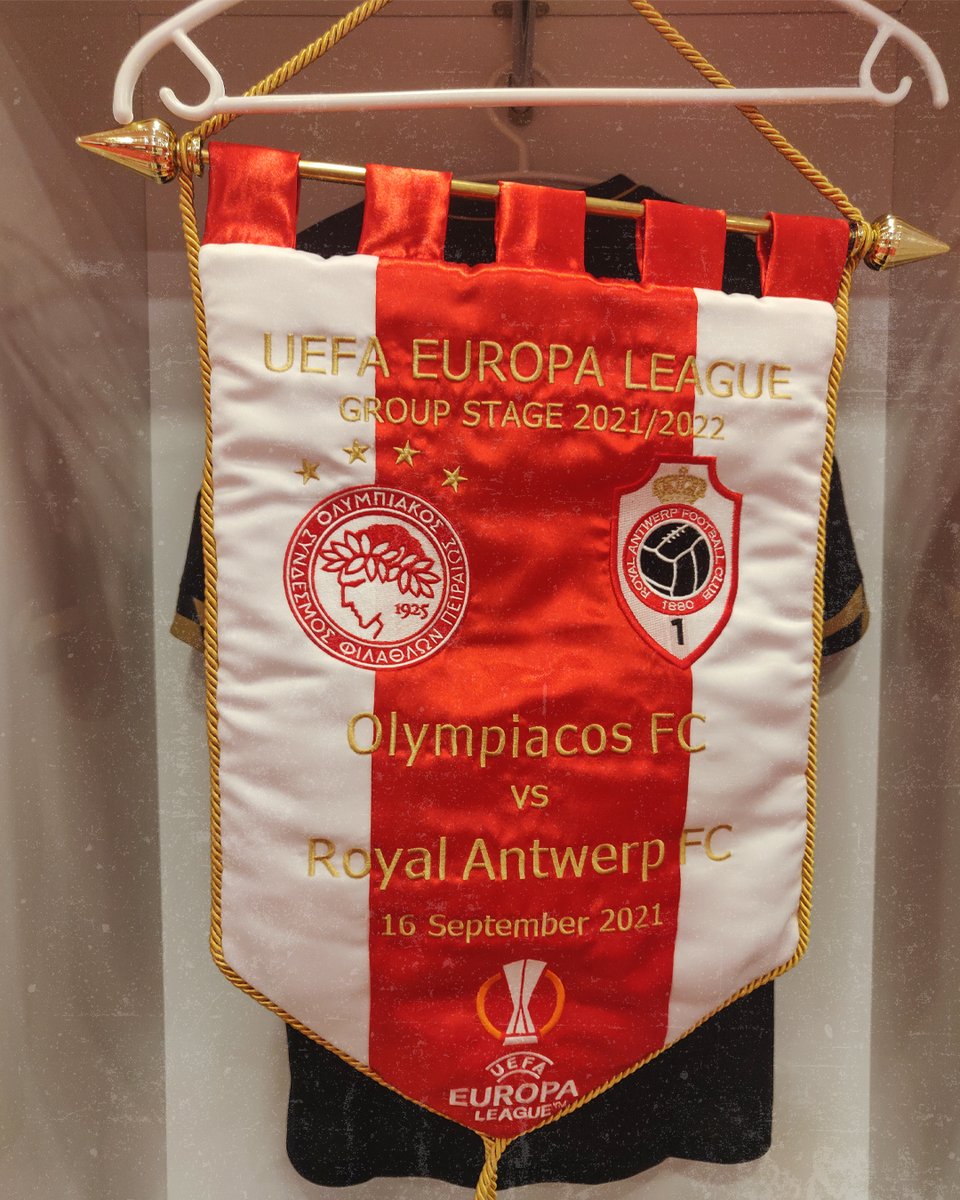 UEFA EUROPA LEAGUE
GROUP STAGE 2021/2022
ΟΛΥΜΠΙΑΚΟΣ ΣΥΝΔΕΣΜΟΣ ΦΙΛΑΘΛΩΝ ΠΕΙΡΑΙΩΣ
1925
ROYAL ANTWERP FOOTBALL CLUB
1880
1
Olympiacos FC
vs
Royal Antwerp FC
16 September 2021
UEFA
EUROPA
LEAGUE™